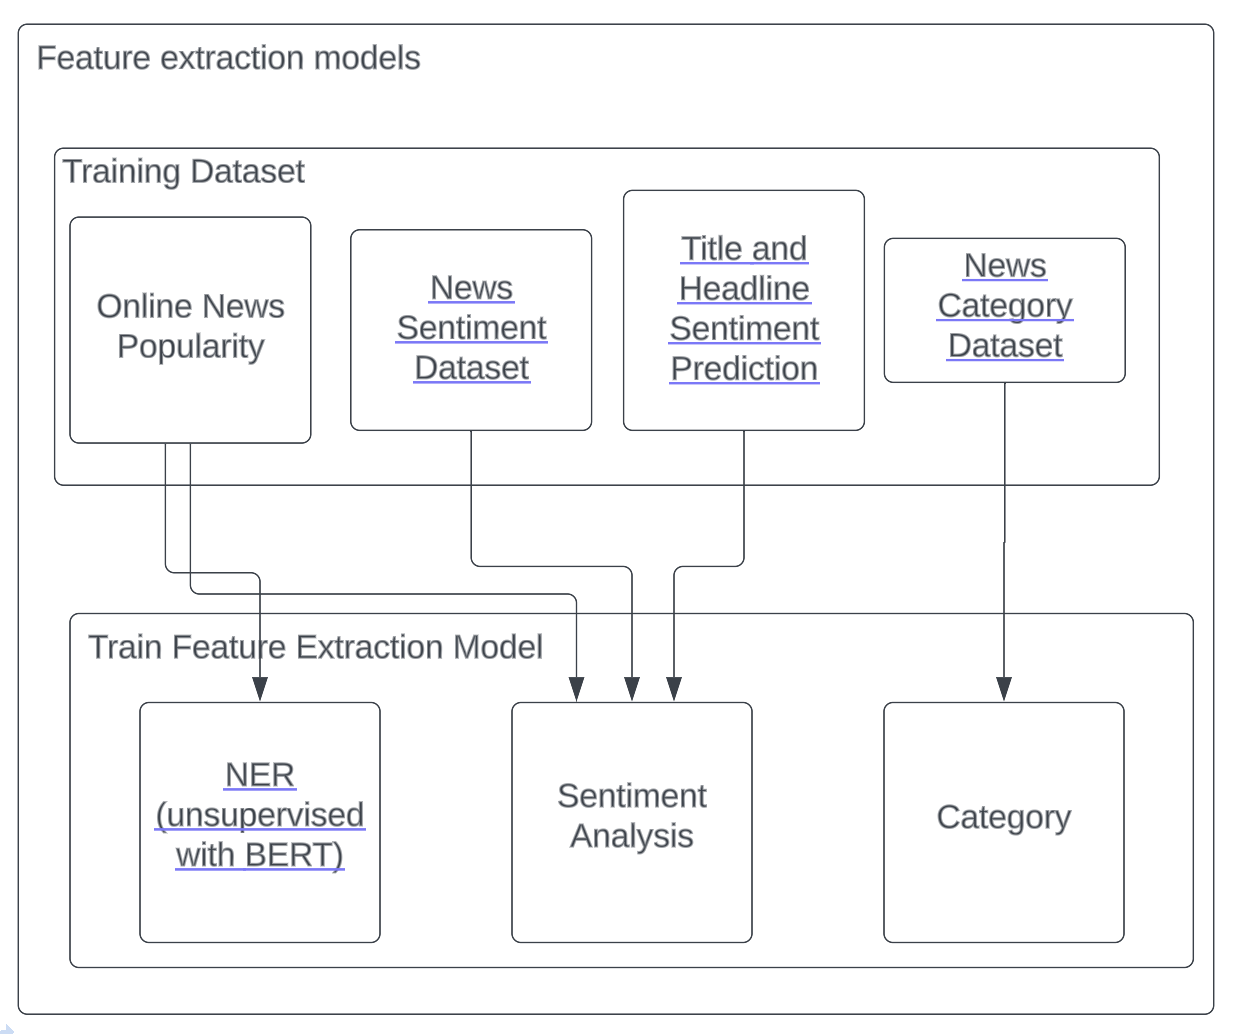 Feature extraction models
Training Dataset
Online News
Popularity
News
Sentiment
Dataset
Title and
Headline
Sentiment
Prediction
News
Category
Dataset
Train Feature Extraction Model
NER
(unsupervised
with BERT)
Sentiment
Analysis
Category